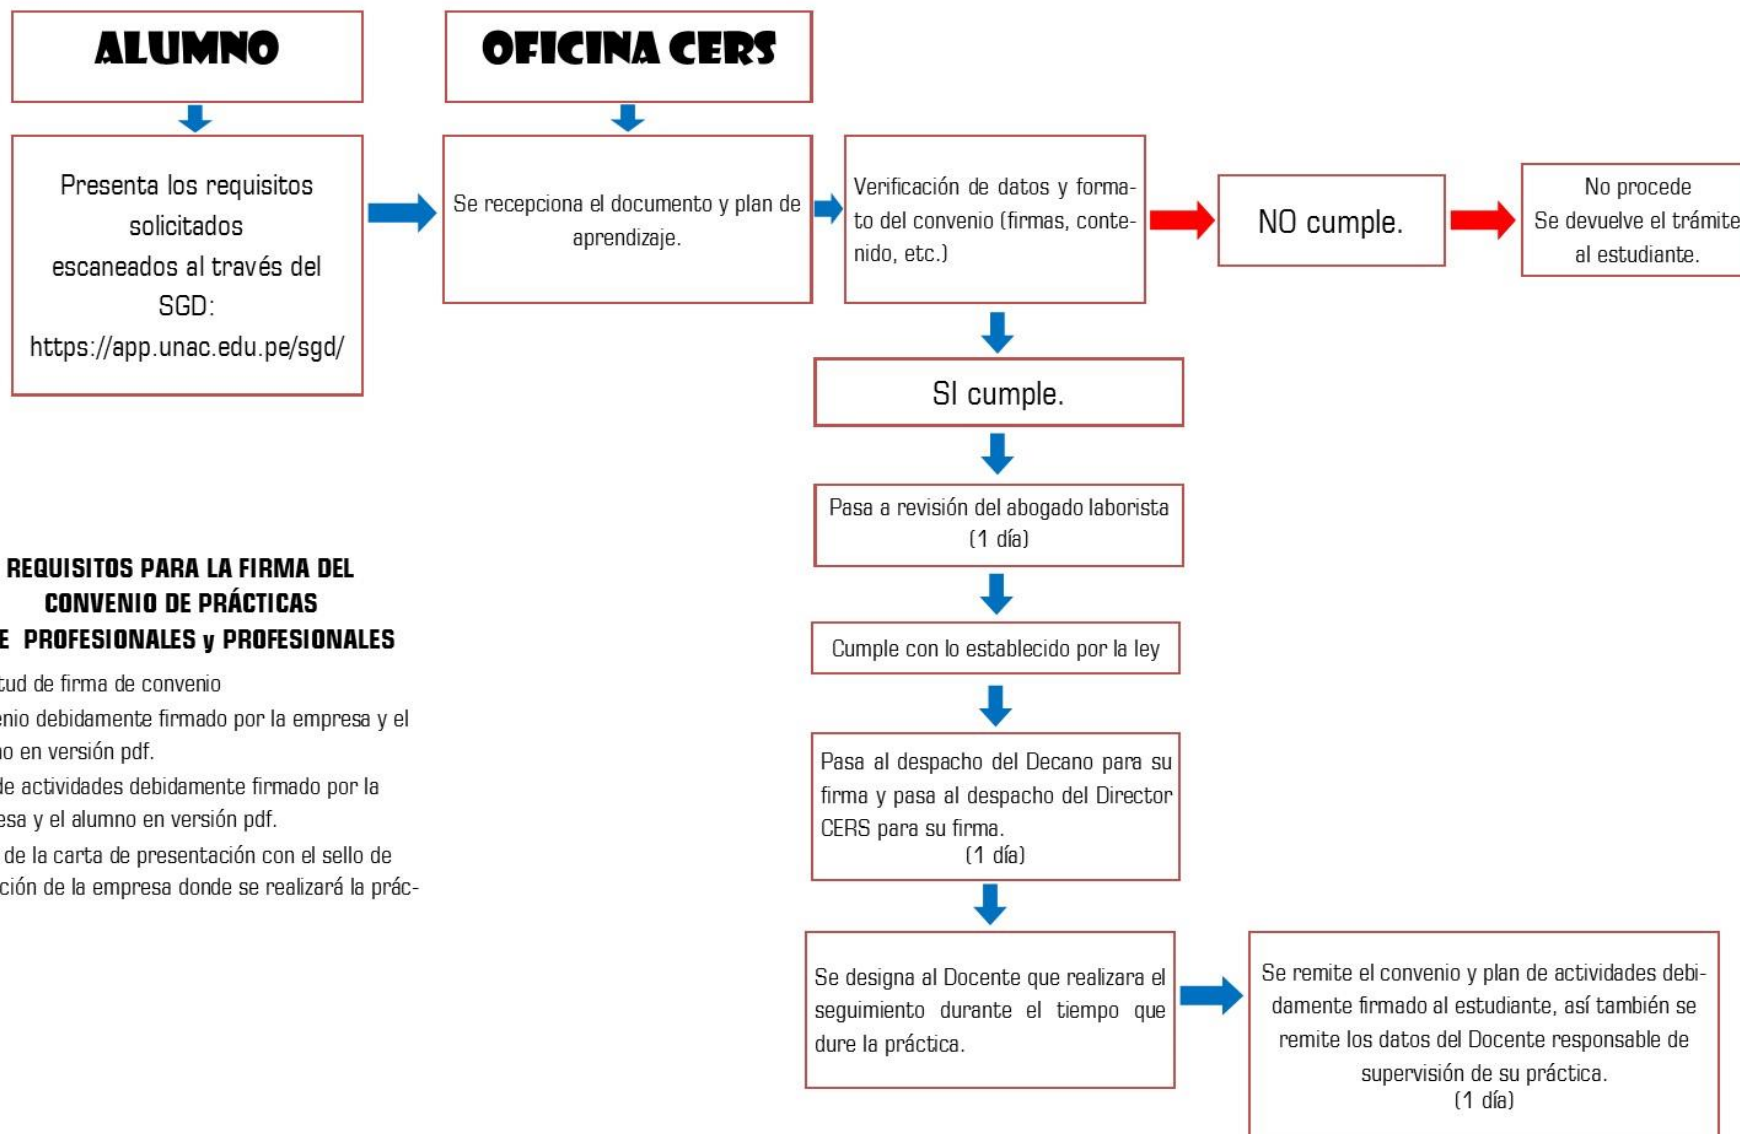 ALUMNO
OFICINA CERS
Presenta los requisitos
solicitados
escaneados al través del
SGD:
https://app.unac.edu.pe/sgd/
Se recepciona el documento y plan de
aprendizaje.
Verificación de datos y forma-
to del convenio (firmas, conte-
nido, etc.)
NO cumple.
No procede
Se devuelve el trámite
al estudiante.
SI cumple.
Pasa a revisión del abogado laborista
(1 día)
Cumple con lo establecido por la ley
Pasa al despacho del Decano para su
firma y pasa al despacho del Director
CERS para su firma.
(1 día)
Se designa al Docente que realizara el
seguimiento durante el tiempo que
dure la práctica.
Se remite el convenio y plan de actividades debi-
damente firmado al estudiante, así también se
remite los datos del Docente responsable de
supervisión de su práctica.
(1 día)
REQUISITOS PARA LA FIRMA DEL
CONVENIO DE PRÁCTICAS
E PROFESIONALES y PROFESIONALES
tud de firma de convenio
enio debidamente firmado por la empresa y el
no en versión pdf.
de actividades debidamente firmado por la
esa y el alumno en versión pdf.
de la carta de presentación con el sello de
ción de la empresa donde se realizará la prác-